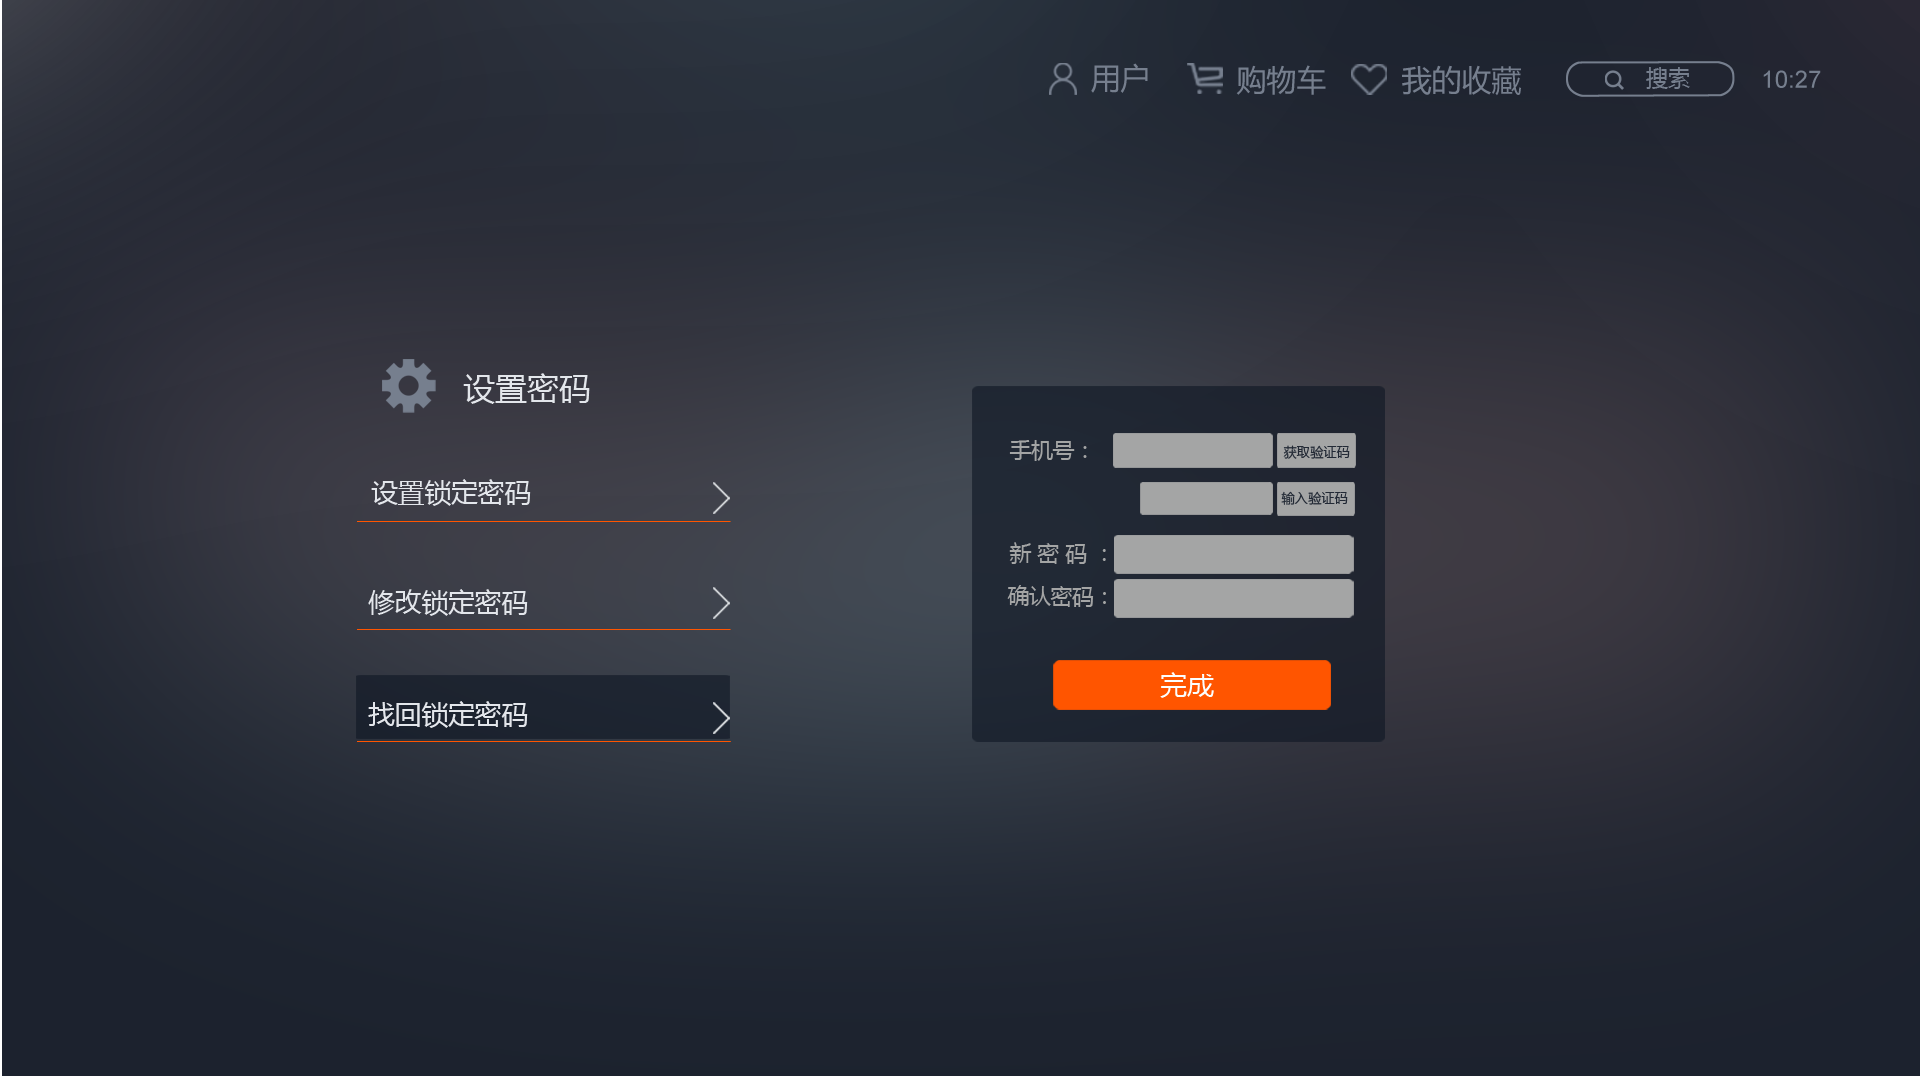 用户 购物车 我的收藏 搜索 10:27
设置密码
设置锁定密码
修改锁定密码
找回锁定密码
手机号： 获取验证码
输入验证码
新密码：
确认密码：
完成